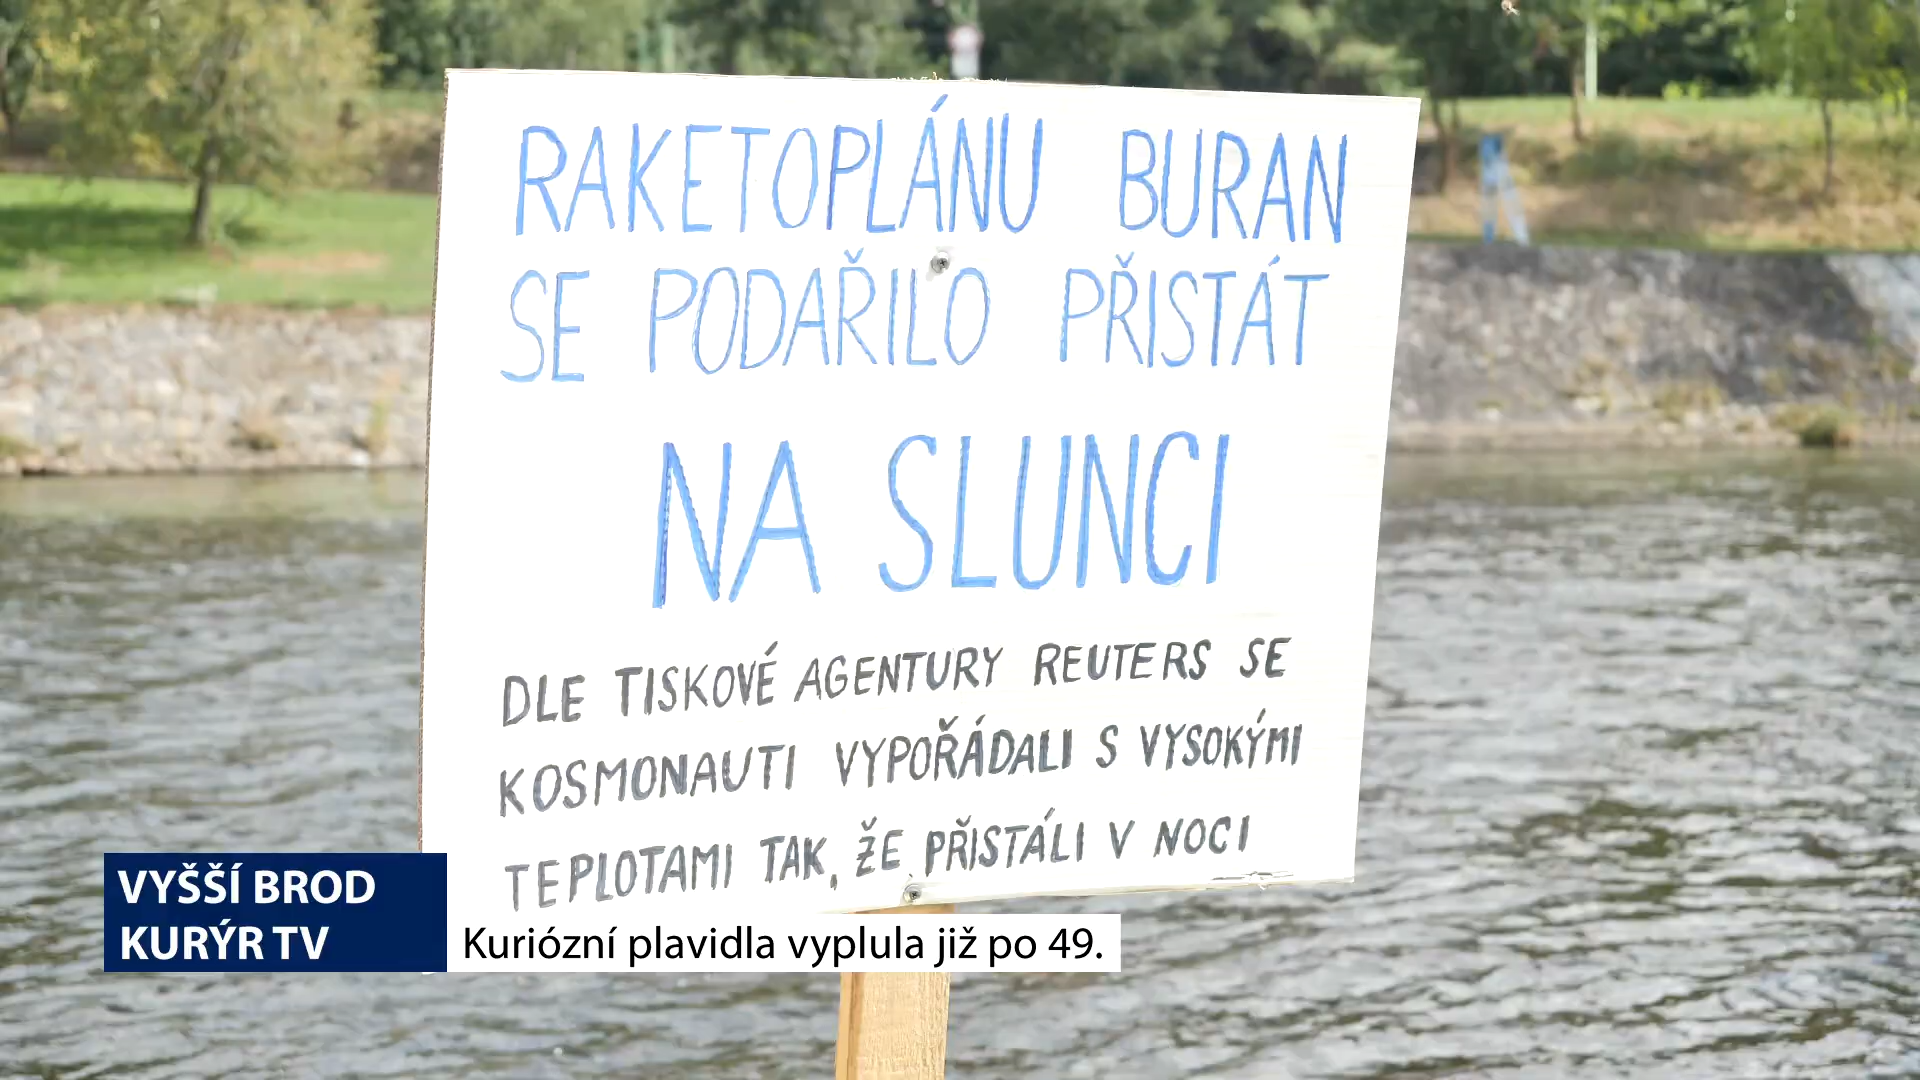 RAKETOPLÁNU BURAN
SE PODAŘILO PŘISTÁT
NA SLUNCI
DLE TISKOVÉ AGENTURY REUTERS SE
KOSMONAUTI VYPOŘÁDALI S VYSOKÝMI
TEPLOTAMI TAK, ŽE PŘISTÁLI V NOCI
VYŠŠÍ BROD
KURÝR TV
Kuriózní plavidla vyplula již po 49.